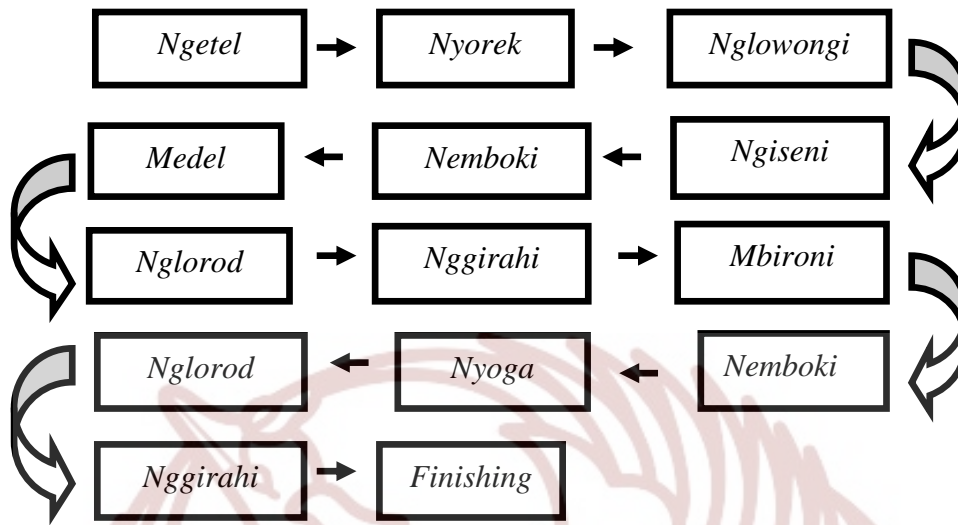 Ngetel Nyorek Nglowongi
Medel Nemboki Ngiseni
Nglorod Nggirahi Mbironi
Nglorod Nyoga Nemboki
Nggirahi Finishing